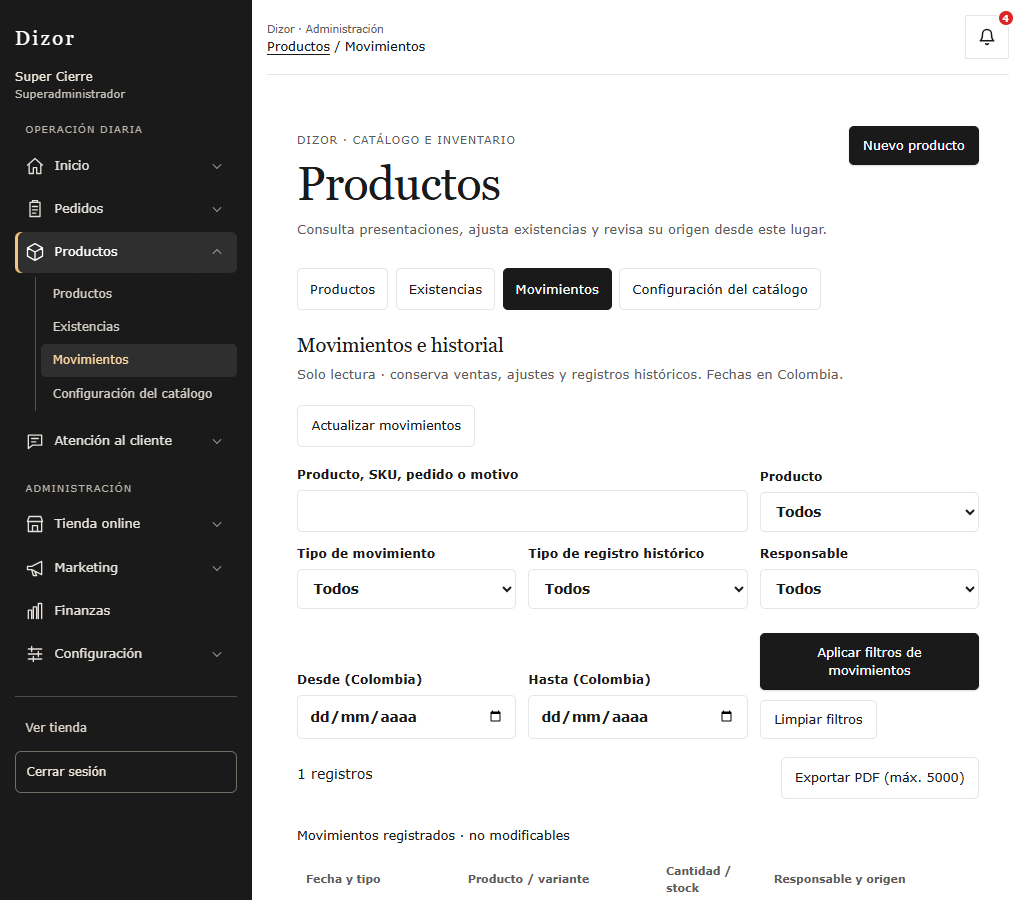 Dizor
Super Cierre
Superadministrador
OPERACIÓN DIARIA
Inicio
Pedidos
Productos
Productos
Existencias
Movimientos
Configuración del catálogo
Atención al cliente
ADMINISTRACIÓN
Tienda online
Marketing
Finanzas
Configuración
Ver tienda
Cerrar sesión
Dizor · Administración
Productos / Movimientos
4
DIZOR · CATÁLOGO E INVENTARIO
Nuevo producto
Productos
Consulta presentaciones, ajusta existencias y revisa su origen desde este lugar.
Productos
Existencias
Movimientos
Configuración del catálogo
Movimientos e historial
Solo lectura · conserva ventas, ajustes y registros históricos. Fechas en Colombia.
Actualizar movimientos
Producto, SKU, pedido o motivo
Producto
Todos
Tipo de movimiento
Tipo de registro histórico
Responsable
Todos
Todos
Todos
Desde (Colombia)
Hasta (Colombia)
Aplicar filtros de
movimientos
dd/mm/aaaa
dd/mm/aaaa
Limpiar filtros
1 registros
Exportar PDF (máx. 5000)
Movimientos registrados · no modificables
Fecha y tipo
Producto / variante
Cantidad /
stock
Responsable y origen